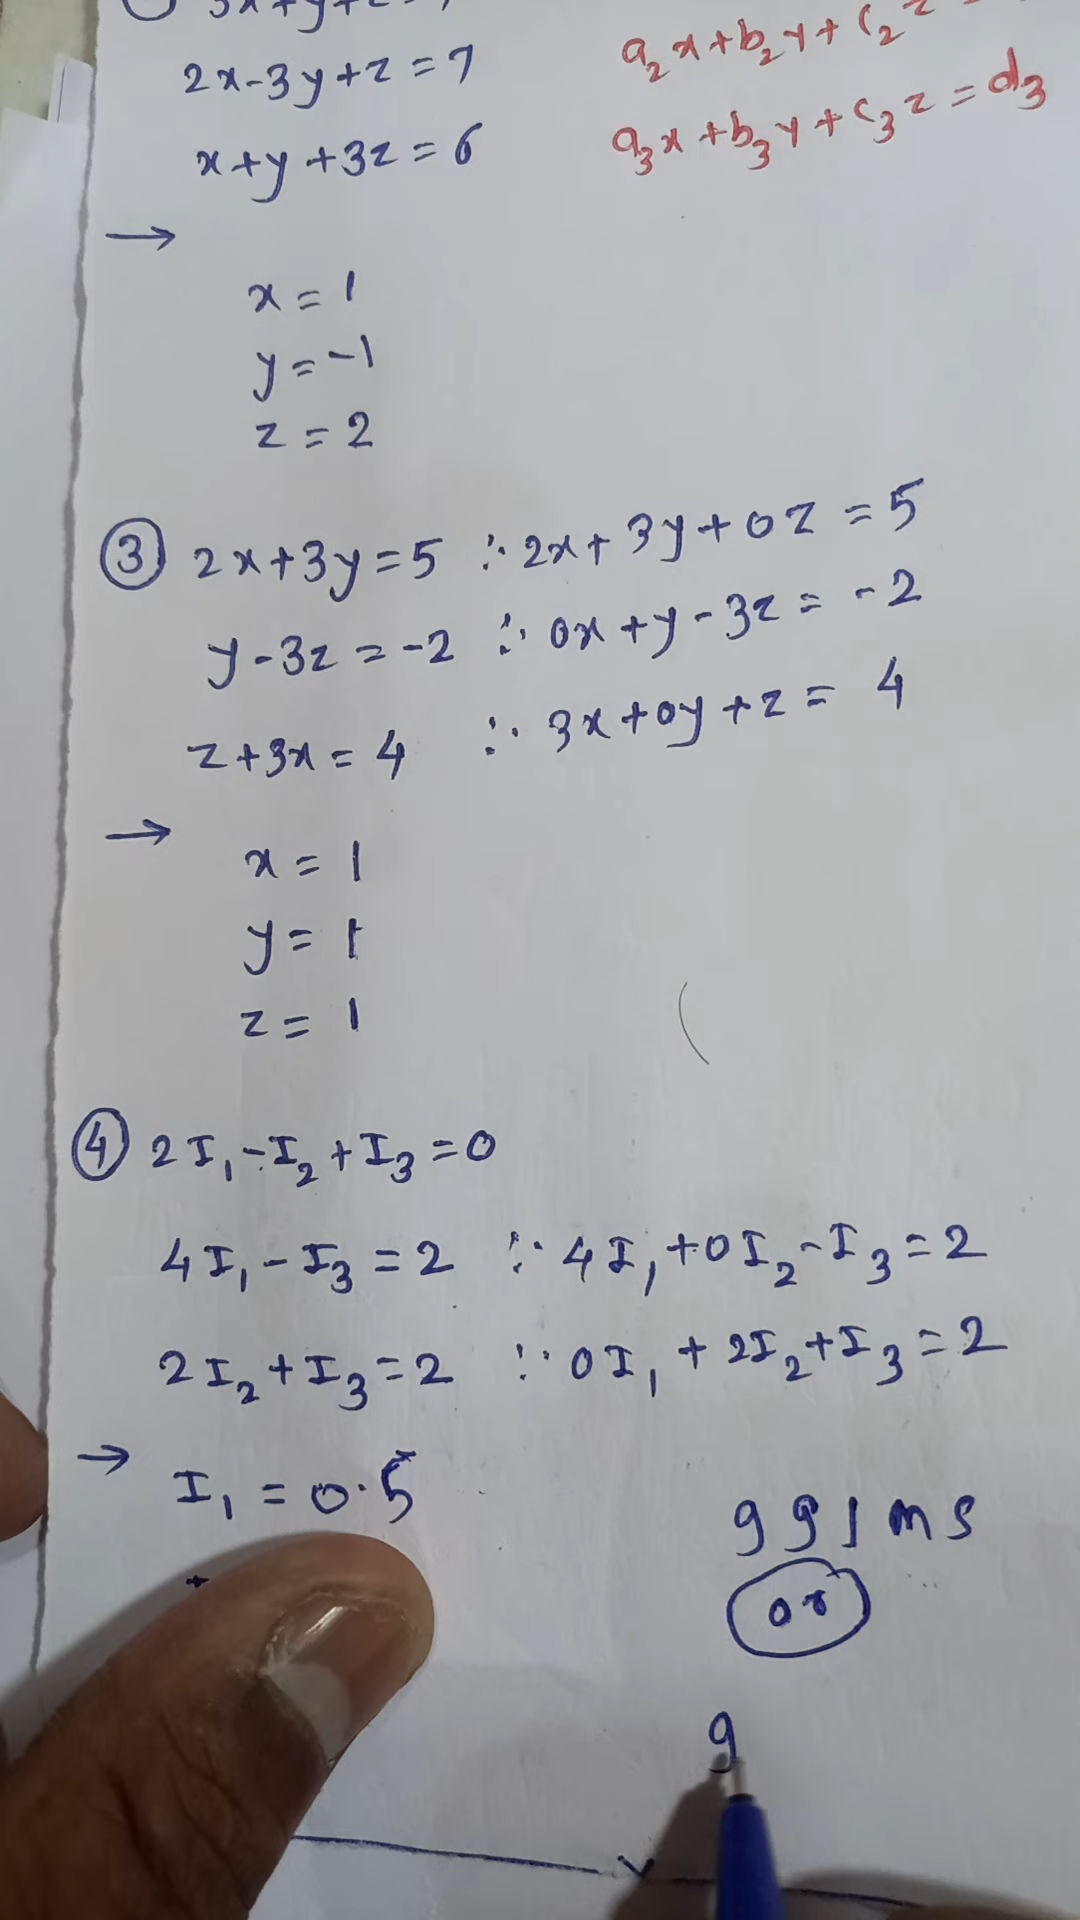 3x+y+z=
a₂x+b₂y+c₂z
2x-3y+z=7
a₃x+b₃y+c₃z=d₃
x+y+3z=6
→
x=1
y=-1
z=2
③ 2x+3y=5 ∴ 2x+3y+0z=5
y-3z=-2 ∴ 0x+y-3z=-2
z+3x=4 ∴ 3x+0y+z=4
→
x=1
y=1
z=1
④ 2I₁-I₂+I₃=0
4I₁-I₃=2 ∵ 4I₁+0I₂-I₃=2
2I₂+I₃=2 ∵ 0I₁+2I₂+I₃=2
→ I₁=0.5
991ms
or
9